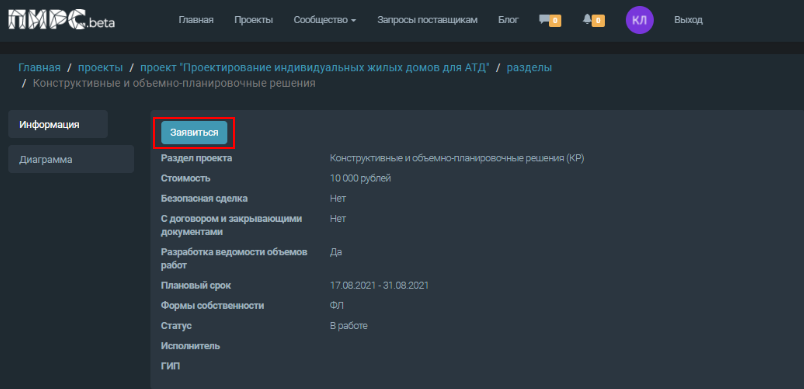 ПИРС.beta
Главная Проекты Сообщество Запросы поставщикам Блог 0 0 КЛ Выход
Главная / проекты / проект "Проектирование индивидуальных жилых домов для АТД" / разделы
/ Конструктивные и объемно-планировочные решения
Информация
Диаграмма
Заявиться
Раздел проекта Конструктивные и объемно-планировочные решения (КР)
Стоимость 10 000 рублей
Безопасная сделка Нет
С договором и закрывающими Нет
документами
Разработка ведомости объемов Да
работ
Плановый срок 17.08.2021 - 31.08.2021
Формы собственности ФЛ
Статус В работе
Исполнитель
ГИП